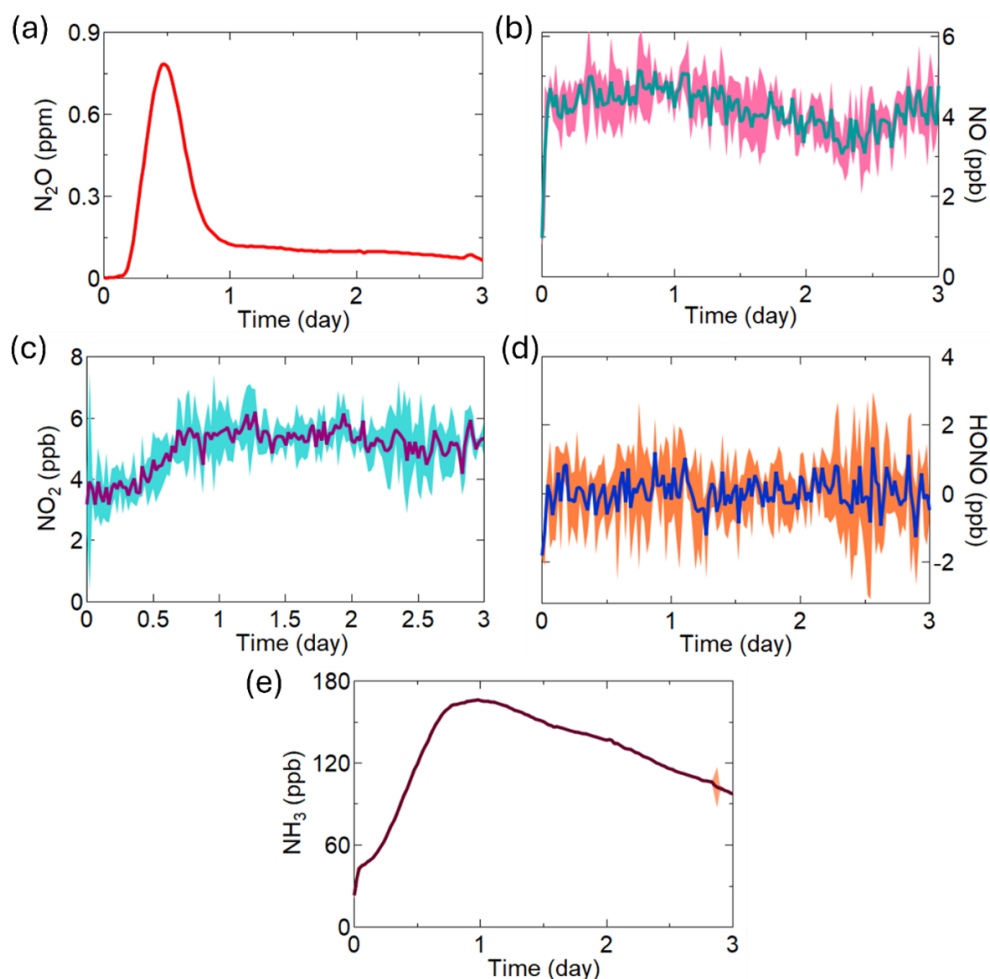 (a)
0.9
0.6
0.3
0
N₂O (ppm)
0 1 2 3
Time (day)
(b)
6
4
2
0
NO (ppb)
0 1 2 3
Time (day)
(c)
8
6
4
2
0
NO₂ (ppb)
0 0.5 1 1.5 2 2.5 3
Time (day)
(d)
4
2
0
-2
HONO (ppb)
0 1 2 3
Time (day)
(e)
180
120
60
0
NH₃ (ppb)
0 1 2 3
Time (day)